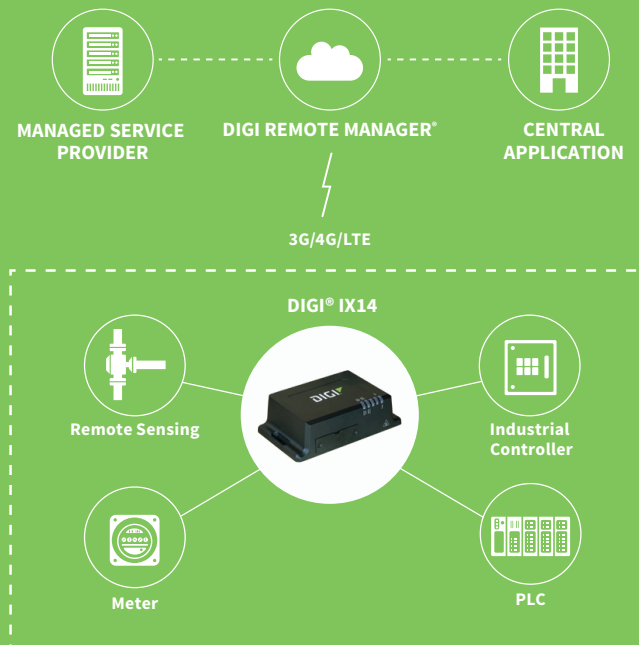 MANAGED SERVICE
PROVIDER
DIGI REMOTE MANAGER®
CENTRAL
APPLICATION
3G/4G/LTE
DIGI® IX14
DIGI
Remote Sensing
Industrial
Controller
Meter
PLC